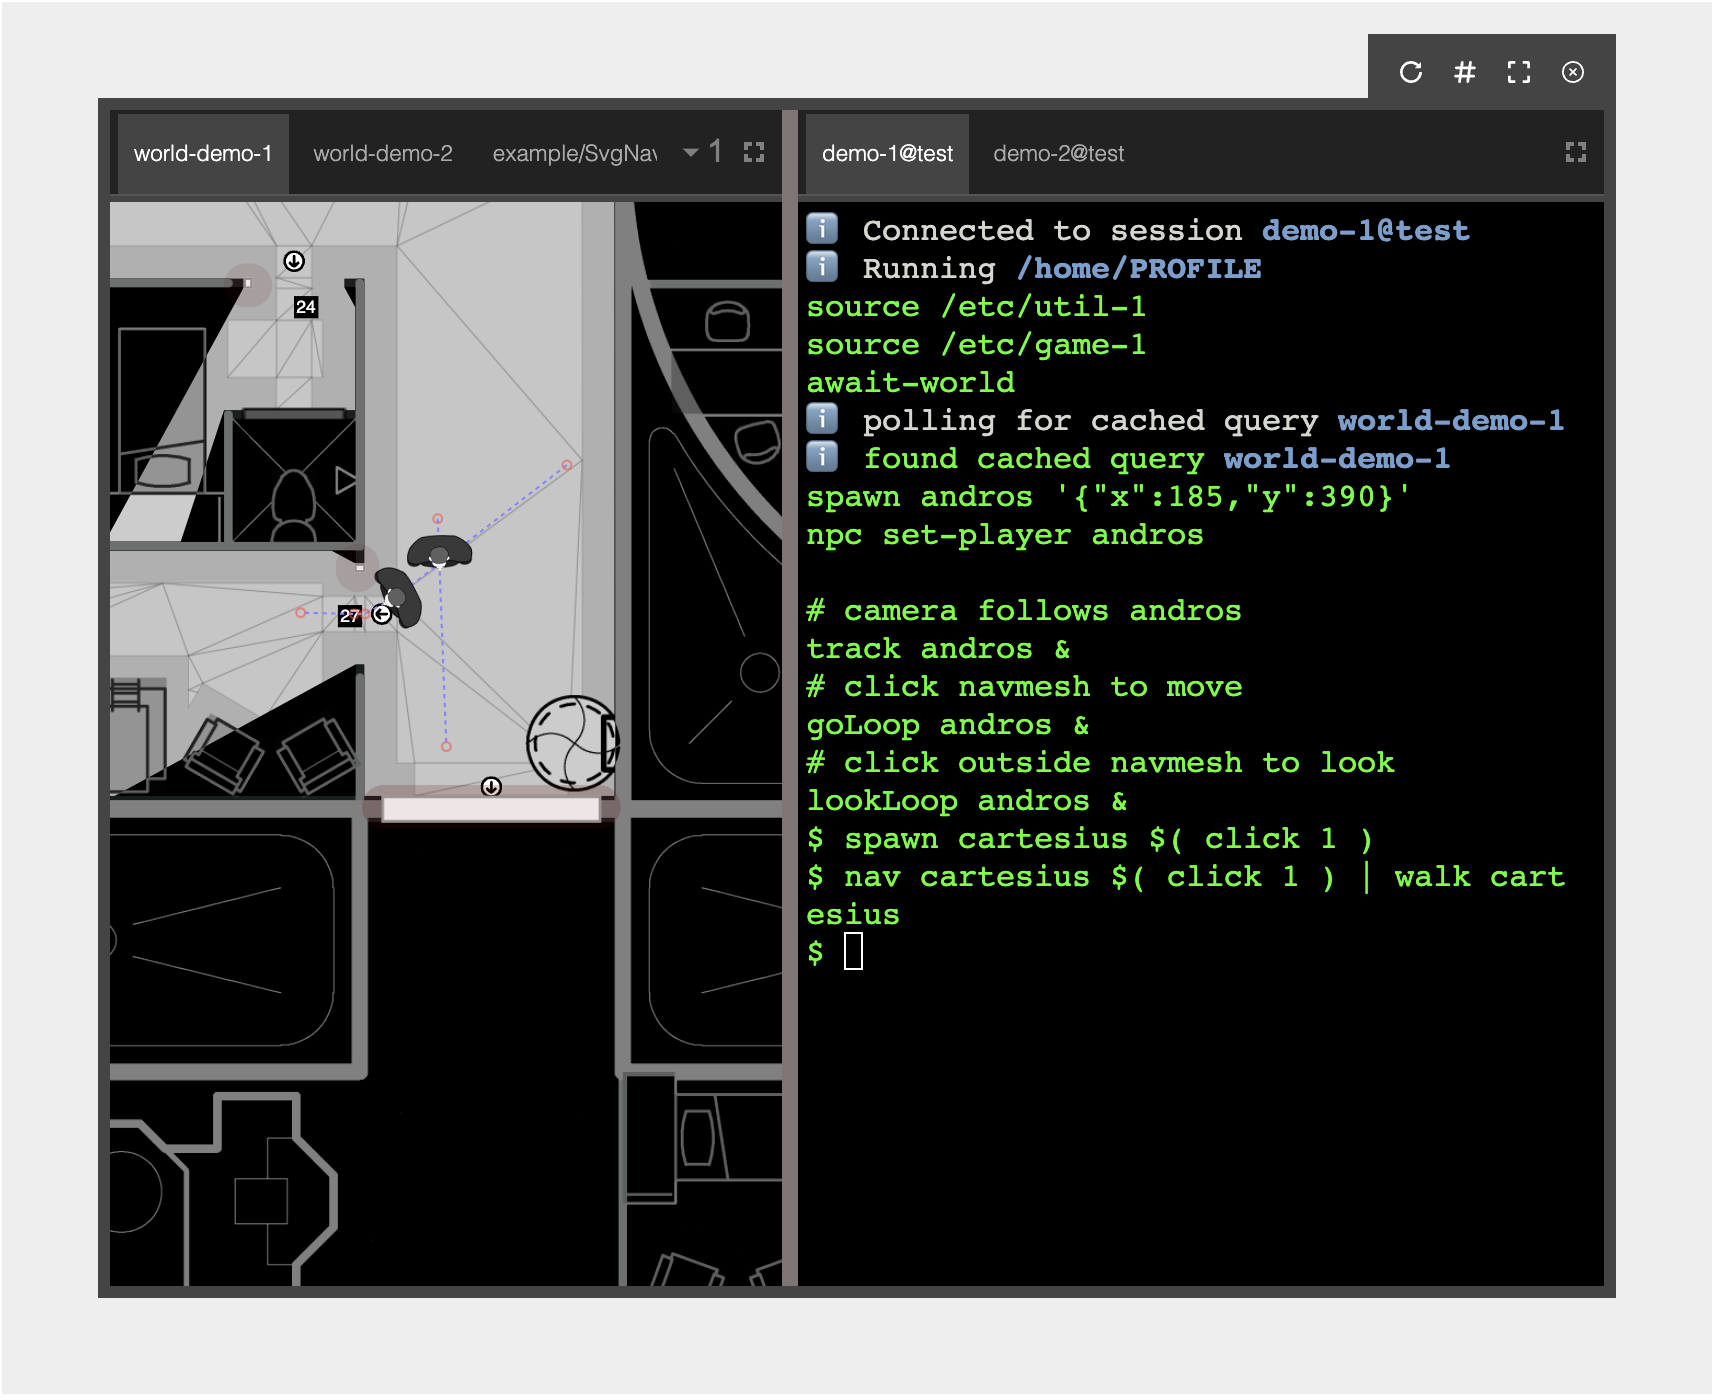 world-demo-1 world-demo-2 example/SvgNav 1
demo-1@test demo-2@test
24
27
i Connected to session demo-1@test
i Running /home/PROFILE
source /etc/util-1
source /etc/game-1
await-world
i polling for cached query world-demo-1
i found cached query world-demo-1
spawn andros '{"x":185,"y":390}'
npc set-player andros
# camera follows andros
track andros &
# click navmesh to move
goLoop andros &
# click outside navmesh to look
lookLoop andros &
$ spawn cartesius $( click 1 )
$ nav cartesius $( click 1 ) | walk cart
esius
$